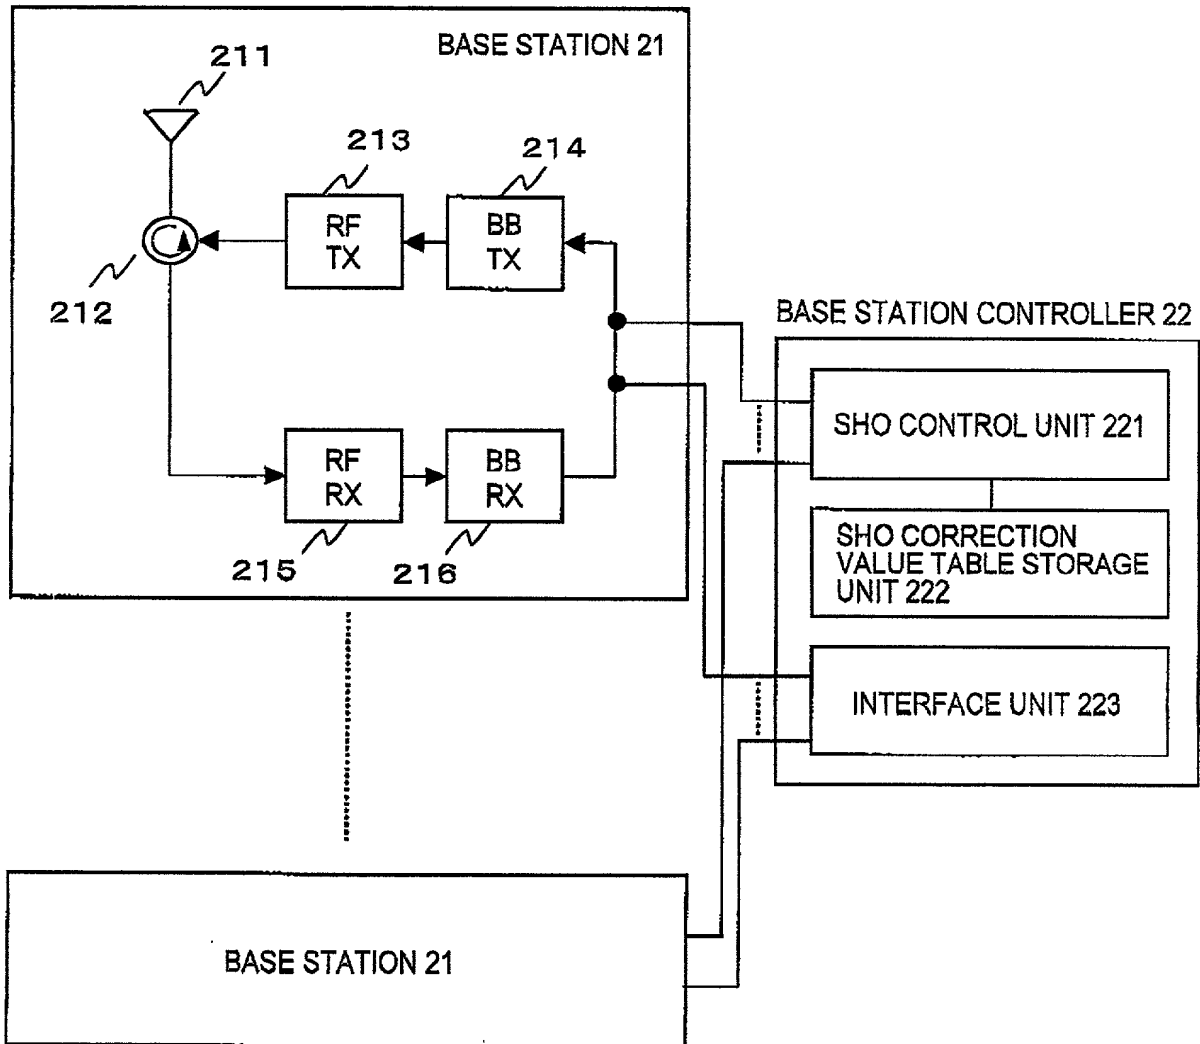 BASE STATION 21
211
213
214
RF
TX
BB
TX
212
BASE STATION CONTROLLER 22
SHO CONTROL UNIT 221
RF
RX
BB
RX
SHO CORRECTION
VALUE TABLE STORAGE
UNIT 222
215
216
INTERFACE UNIT 223
BASE STATION 21